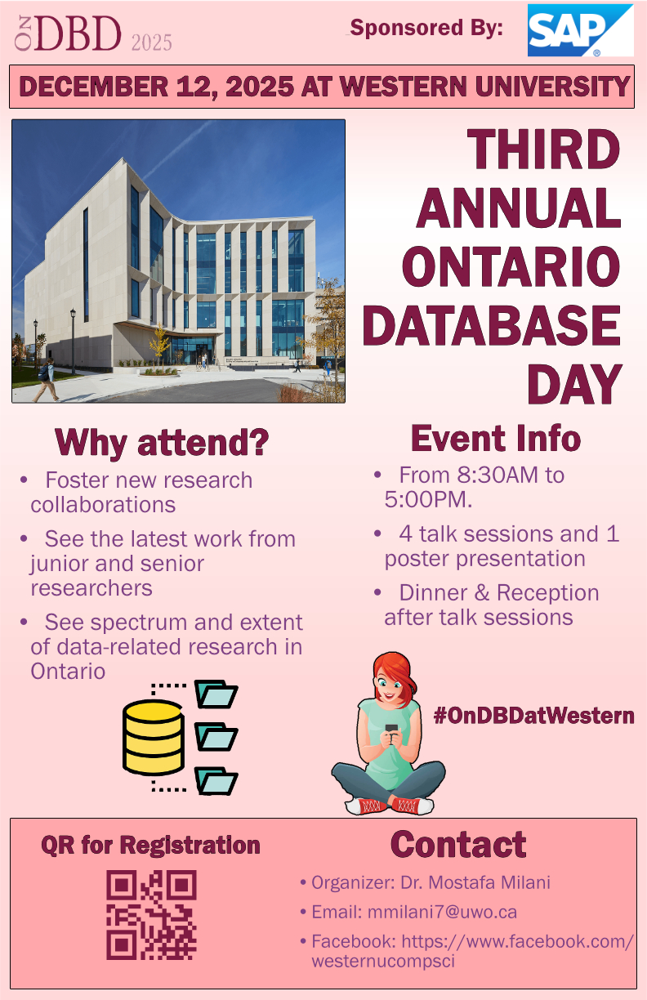 ON DBD 2025
Sponsored By:
SAP®
DECEMBER 12, 2025 AT WESTERN UNIVERSITY
THIRD
ANNUAL
ONTARIO
DATABASE
DAY
Why attend?
• Foster new research
collaborations
• See the latest work from
junior and senior
researchers
• See spectrum and extent
of data-related research in
Ontario
Event Info
• From 8:30AM to
5:00PM.
• 4 talk sessions and 1
poster presentation
• Dinner & Reception
after talk sessions
#OnDBDatWestern
QR for Registration
Contact
• Organizer: Dr. Mostafa Milani
• Email: mmilani7@uwo.ca
• Facebook: https://www.facebook.com/
westernucompsci